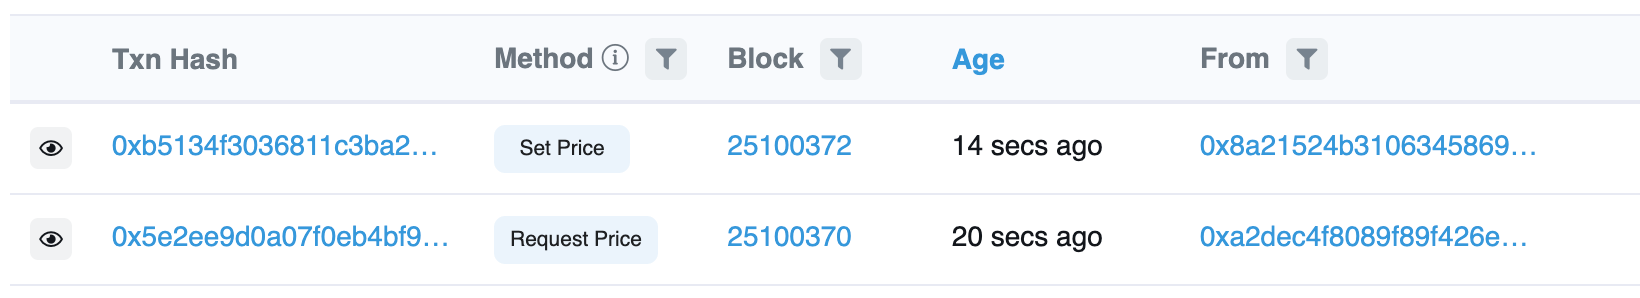 Txn Hash Method Block Age From
0xb5134f3036811c3ba2... Set Price 25100372 14 secs ago 0x8a21524b3106345869...
0x5e2ee9d0a07f0eb4bf9... Request Price 25100370 20 secs ago 0xa2dec4f8089f89f426e...